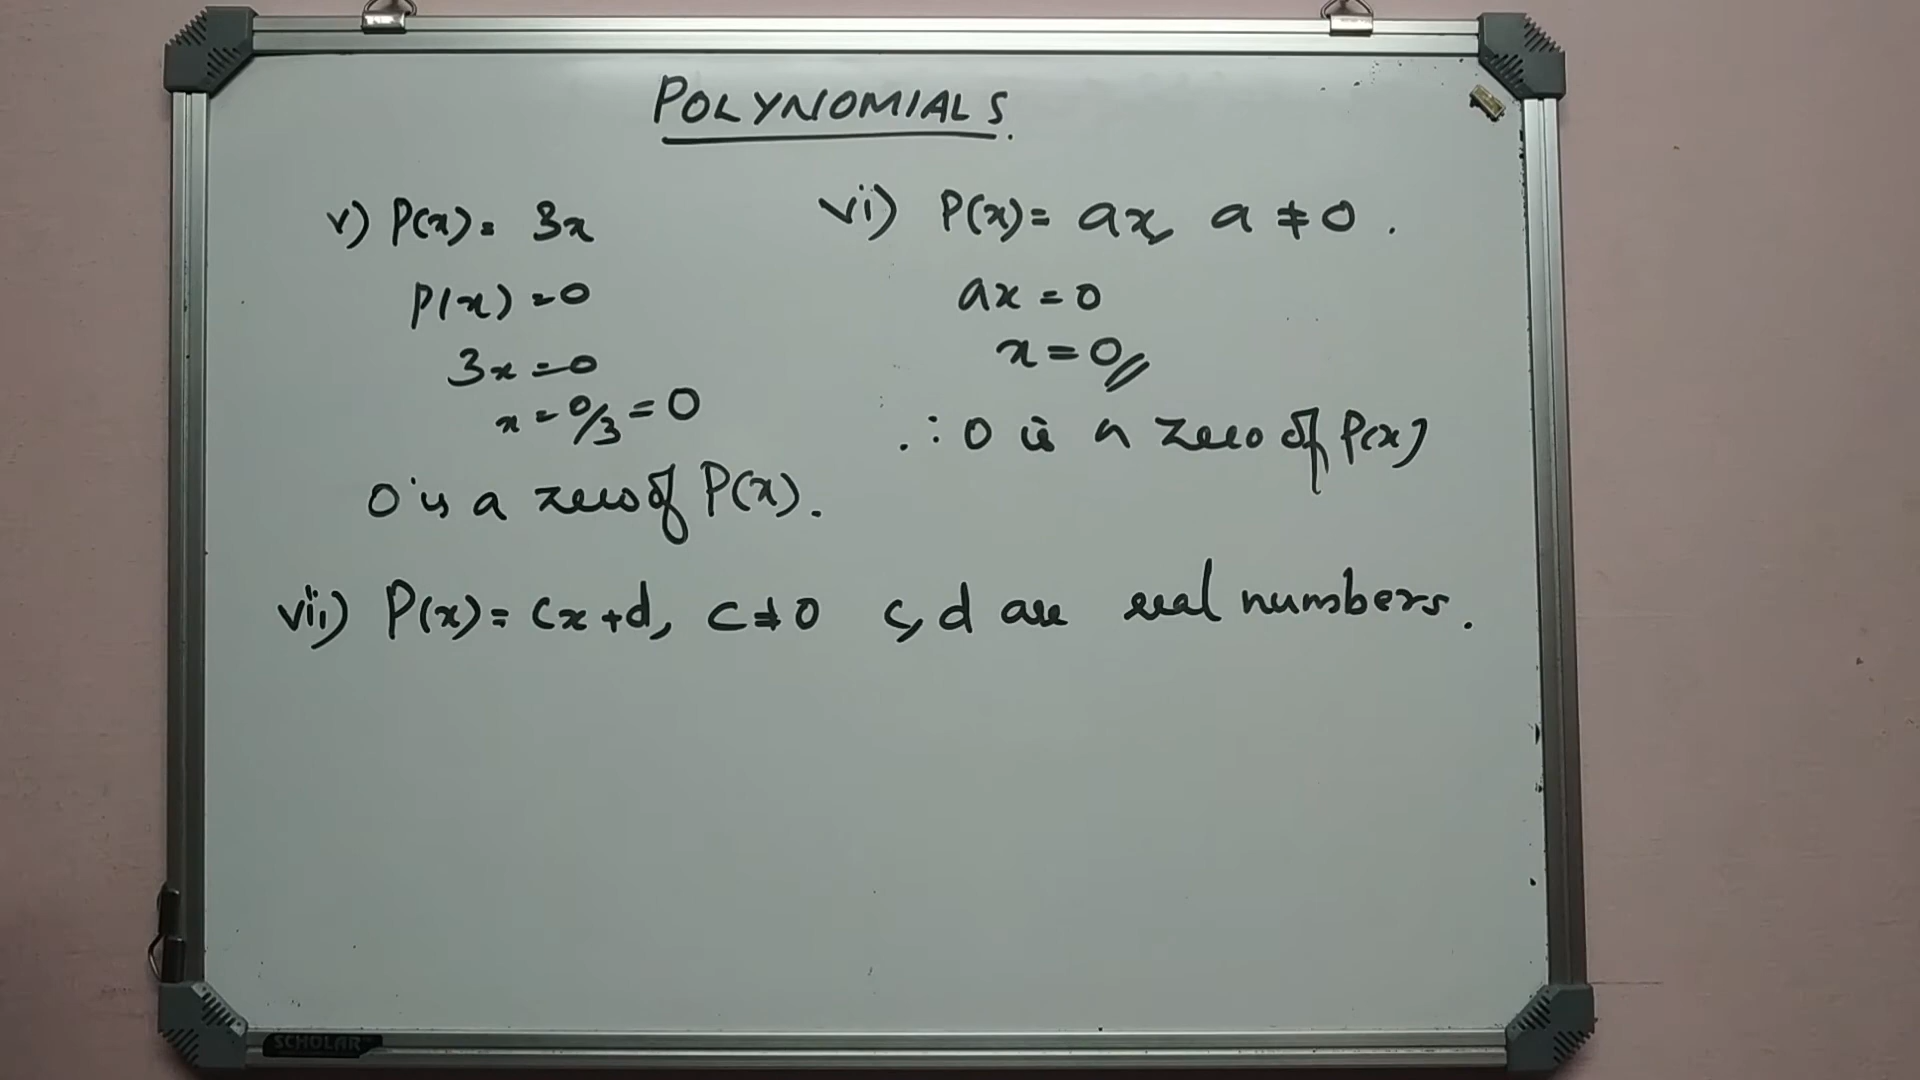 POLYNOMIALS.
v) P(x) = 3x
P(x) = 0
3x = 0
x = 0/3 = 0
0 is a zero of P(x).
vi) P(x) = ax, a ≠ 0.
ax = 0
x = 0//
∴ 0 is a zero of P(x)
vii) P(x) = cx+d, c ≠ 0 c, d are real numbers.
SCHOLAR